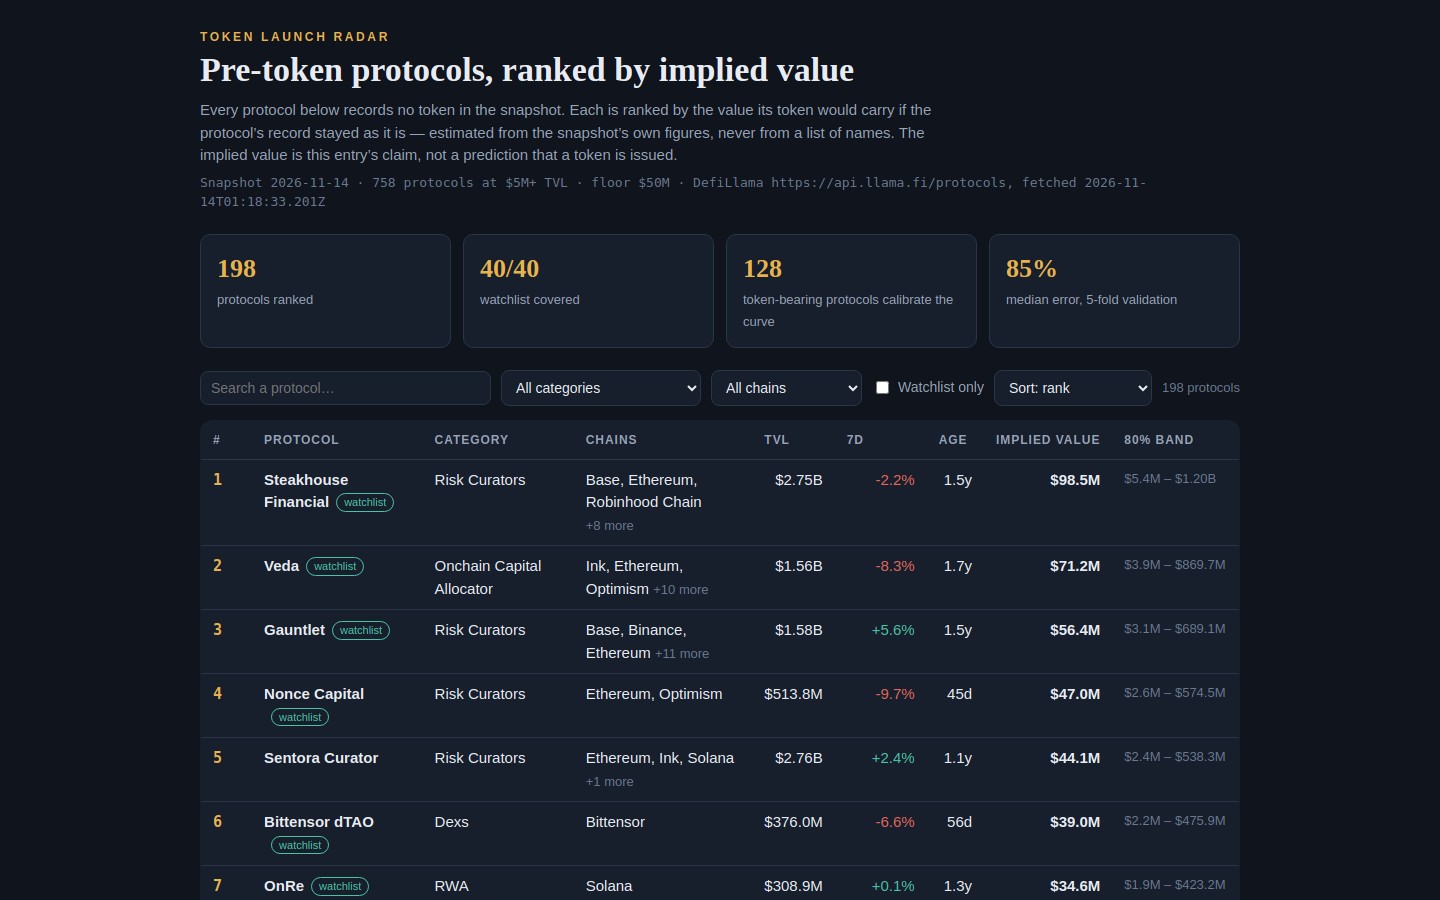 TOKEN LAUNCH RADAR
Pre-token protocols, ranked by implied value
Every protocol below records no token in the snapshot. Each is ranked by the value its token would carry if the
protocol’s record stayed as it is — estimated from the snapshot’s own figures, never from a list of names. The
implied value is this entry’s claim, not a prediction that a token is issued.
Snapshot 2026-11-14 · 758 protocols at $5M+ TVL · floor $50M · DefiLlama https://api.llama.fi/protocols, fetched 2026-11-
14T01:18:33.201Z
198
protocols ranked
40/40
watchlist covered
128
token-bearing protocols calibrate the
curve
85%
median error, 5-fold validation
Search a protocol… All categories All chains Watchlist only Sort: rank 198 protocols
# PROTOCOL CATEGORY CHAINS TVL 7D AGE IMPLIED VALUE 80% BAND
1 Steakhouse Risk Curators Base, Ethereum, $2.75B -2.2% 1.5y $98.5M $5.4M – $1.20B
Financial watchlist Robinhood Chain
+8 more
2 Veda watchlist Onchain Capital Ink, Ethereum, $1.56B -8.3% 1.7y $71.2M $3.9M – $869.7M
Allocator Optimism +10 more
3 Gauntlet watchlist Risk Curators Base, Binance, $1.58B +5.6% 1.5y $56.4M $3.1M – $689.1M
Ethereum +11 more
4 Nonce Capital Risk Curators Ethereum, Optimism $513.8M -9.7% 45d $47.0M $2.6M – $574.5M
watchlist
5 Sentora Curator Risk Curators Ethereum, Ink, Solana $2.76B +2.4% 1.1y $44.1M $2.4M – $538.3M
+1 more
6 Bittensor dTAO Dexs Bittensor $376.0M -6.6% 56d $39.0M $2.2M – $475.9M
watchlist
7 OnRe watchlist RWA Solana $308.9M +0.1% 1.3y $34.6M $1.9M – $423.2M